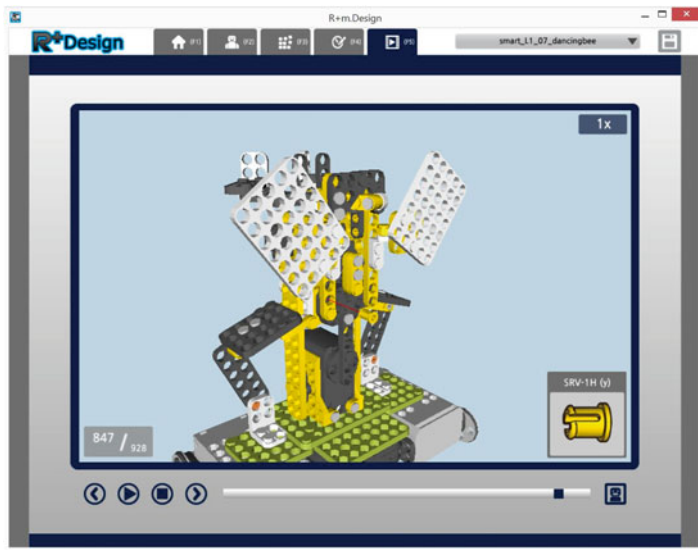 R+m.Design
R+Design
(F1)
(F2)
(F3)
(F4)
(F5)
smart_L1_07_dancingbee
1x
SRV-1H (y)
847 / 928